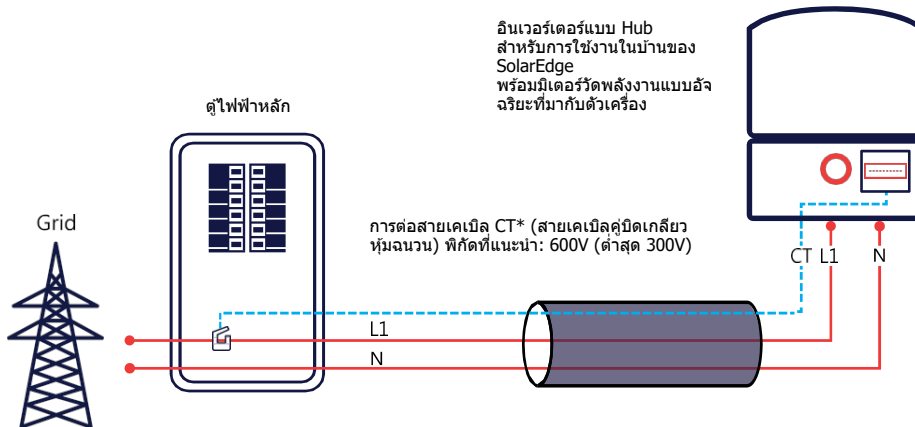 อินเวอร์เตอร์แบบ Hub
สำหรับการใช้งานในบ้านของ
SolarEdge
พร้อมมิเตอร์วัดพลังงานแบบอัจ
ฉริยะที่มากับตัวเครื่อง
ตู้ไฟฟ้าหลัก
Grid
การต่อสายเคเบิล CT* (สายเคเบิลคู่บิดเกลียว
หุ้มฉนวน) พิกัดที่แนะนำ: 600V (ต่ำสุด 300V)
CT L1 N
L1
N